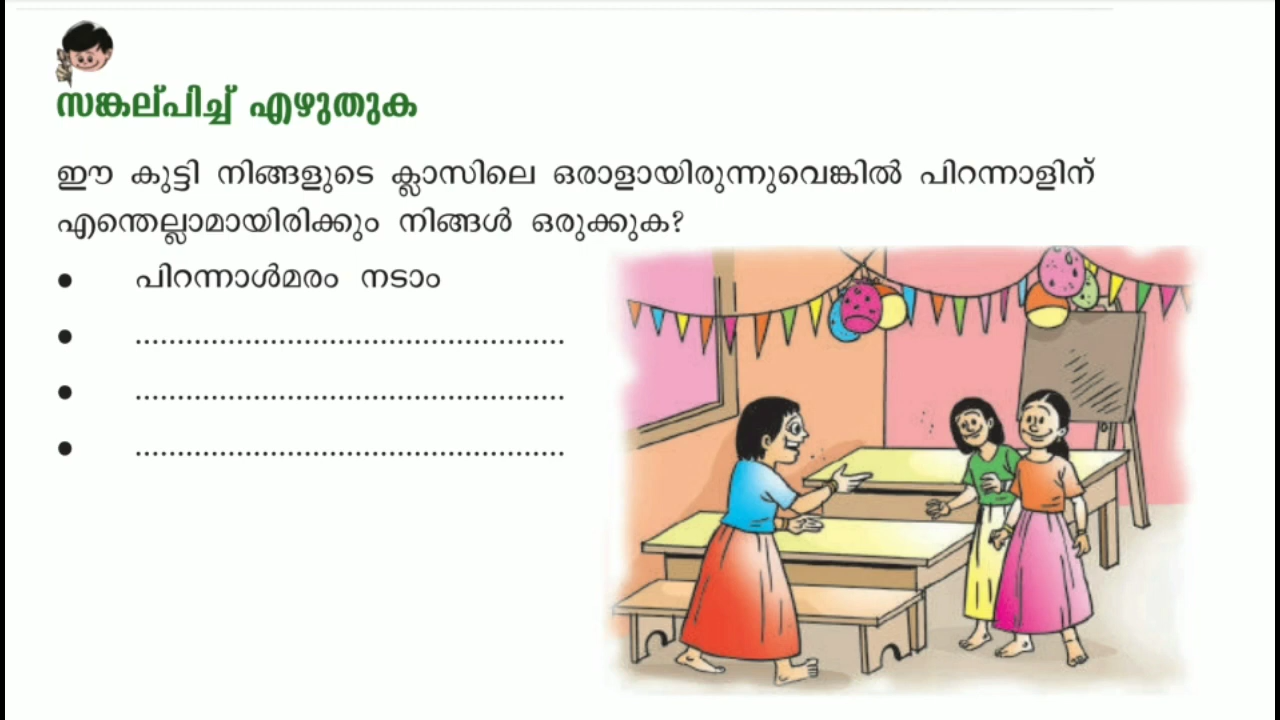 സങ്കല്പിച്ച് എഴുതുക
ഈ കുട്ടി നിങ്ങളുടെ ക്ലാസിലെ ഒരാളായിരുന്നുവെങ്കിൽ പിറന്നാളിന്
എന്തെല്ലാമായിരിക്കും നിങ്ങൾ ഒരുക്കുക?
• പിറന്നാൾമരം നടാം
• ..................................................
• ..................................................
• ..................................................